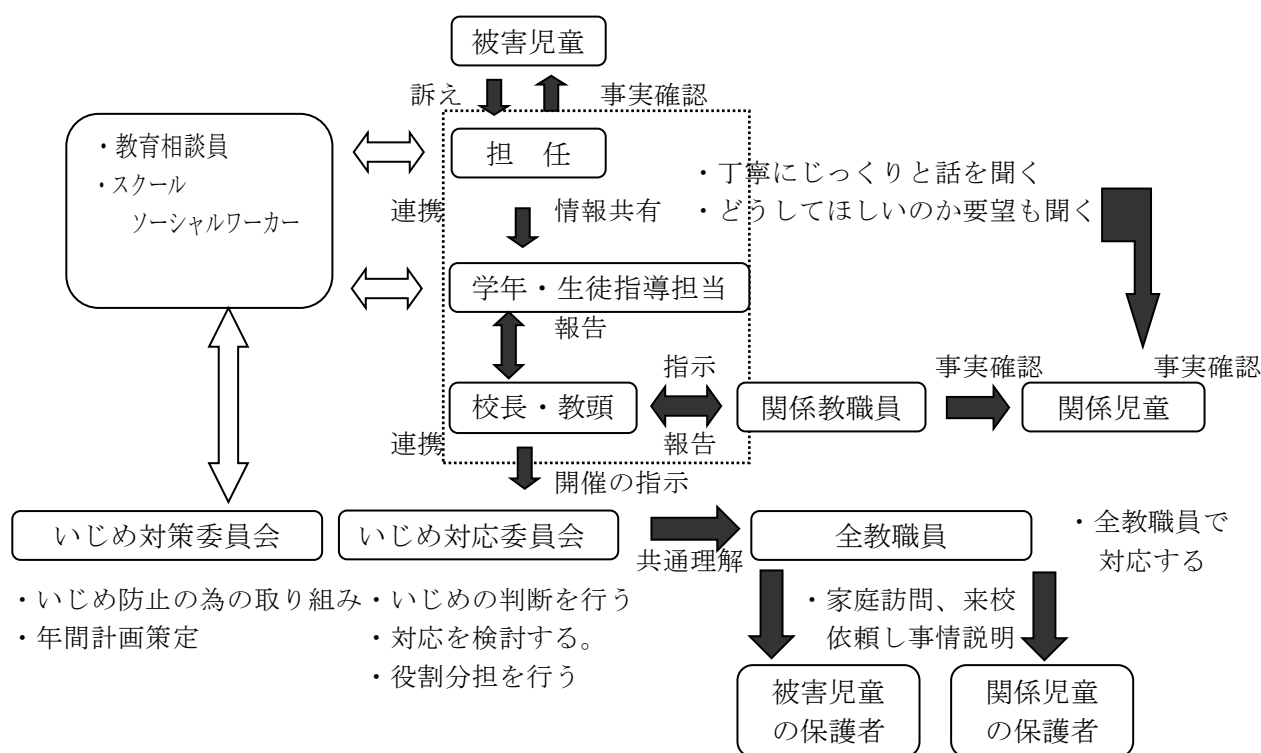 被害児童
訴え
事実確認
・教育相談員
・スクール
ソーシャルワーカー
担　任
・丁寧にじっくりと話を聞く
・どうしてほしいのか要望も聞く
連携
情報共有
学年・生徒指導担当
報告
校長・教頭
指示
報告
関係教職員
事実確認
関係児童
事実確認
連携
開催の指示
いじめ対策委員会
いじめ対応委員会
共通理解
全教職員
・全教職員で
対応する
・いじめ防止の為の取り組み
・年間計画策定
・いじめの判断を行う
・対応を検討する。
・役割分担を行う
・家庭訪問、来校
依頼し事情説明
被害児童
の保護者
関係児童
の保護者